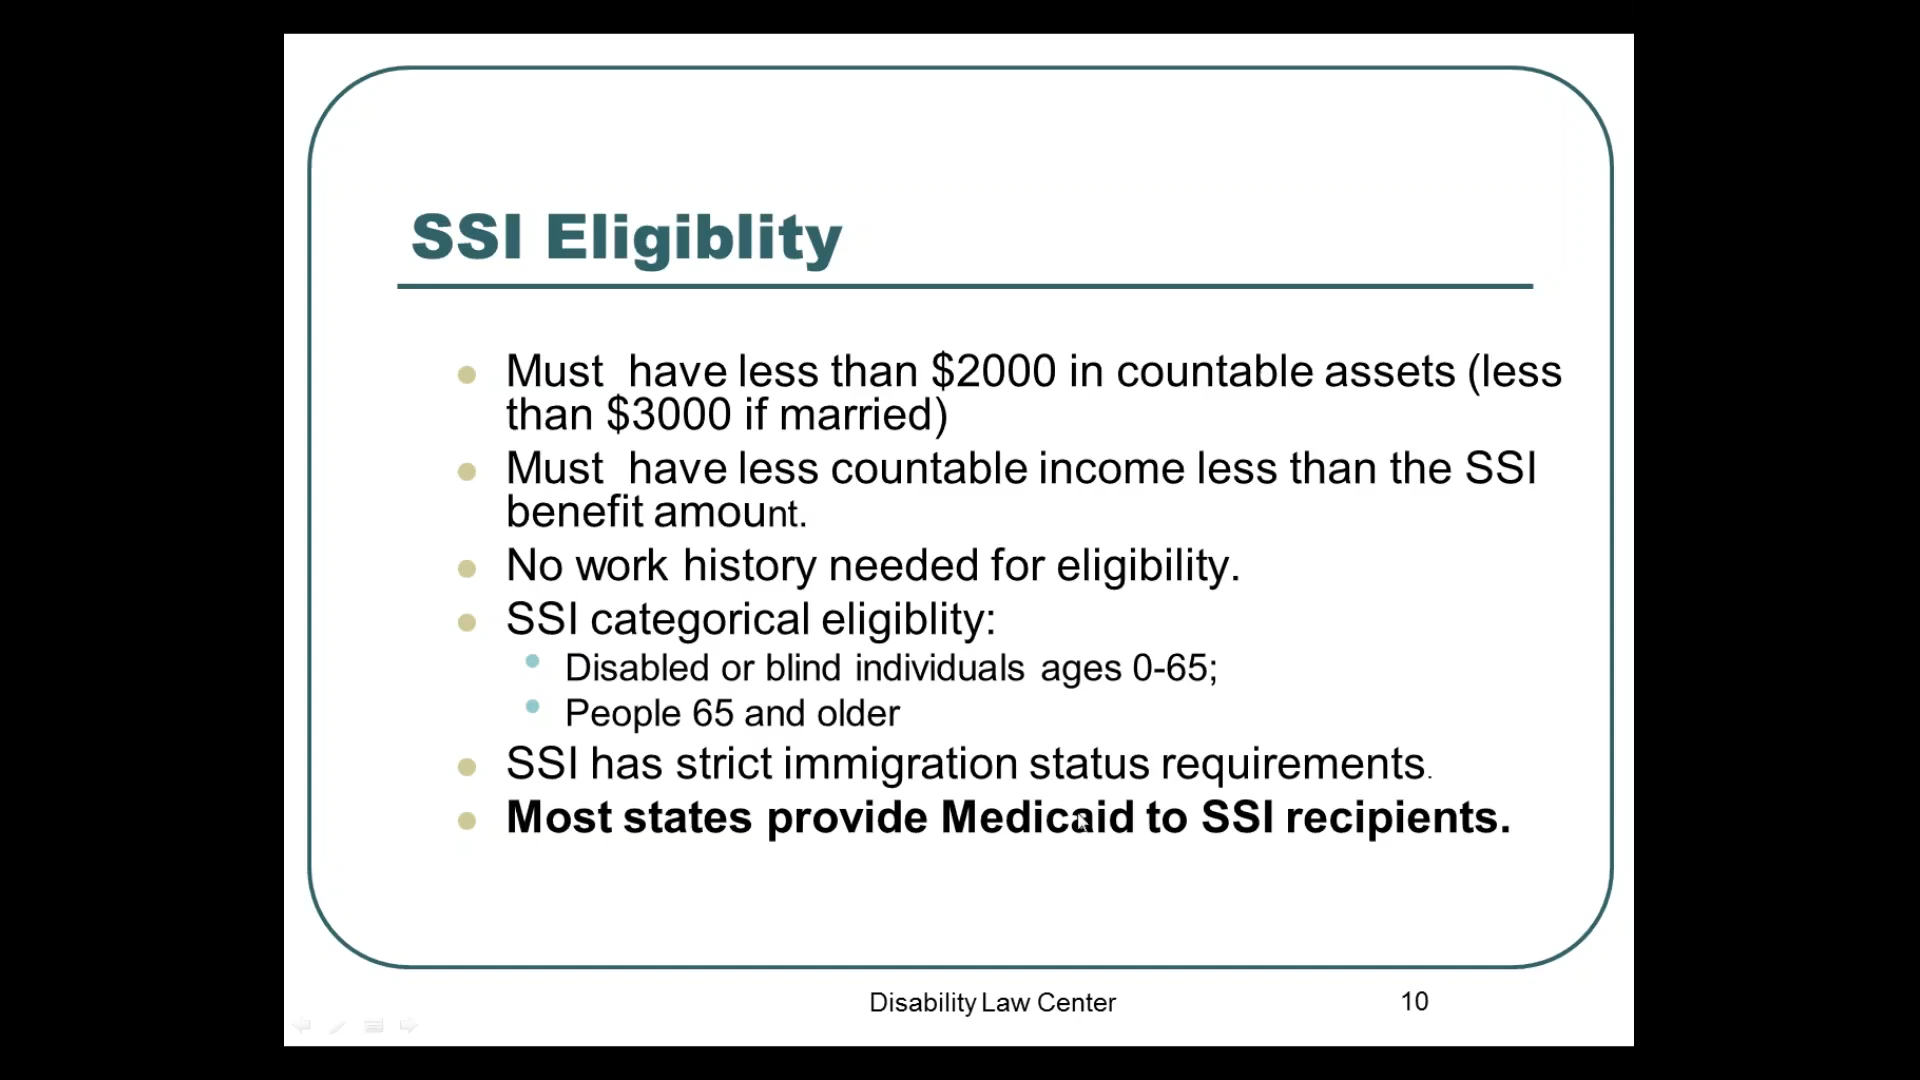 SSI Eligiblity
Must  have less than $2000 in countable assets (less
than $3000 if married)
Must  have less countable income less than the SSI
benefit amount.
No work history needed for eligibility.
SSI categorical eligiblity:
Disabled or blind individuals ages 0-65;
People 65 and older
SSI has strict immigration status requirements.
Most states provide Medicaid to SSI recipients.
Disability Law Center
10